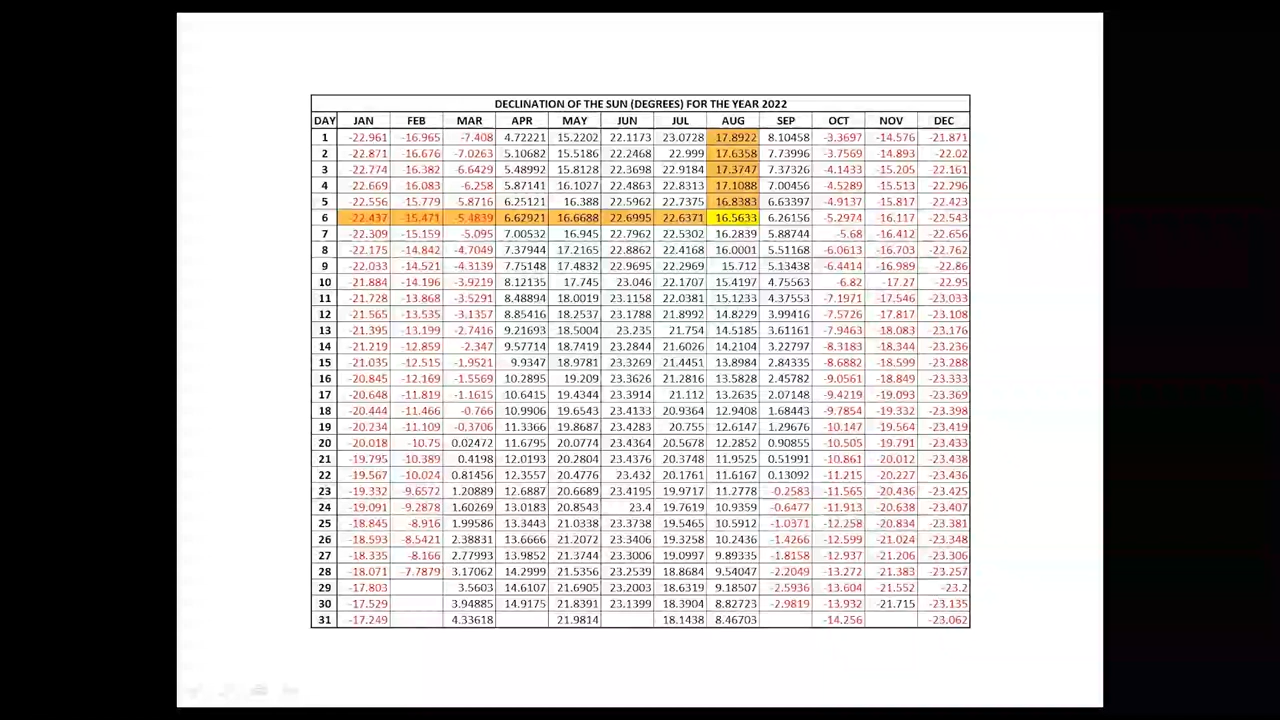 DECLINATION OF THE SUN (DEGREES) FOR THE YEAR 2022
DAY JAN FEB MAR APR MAY JUN JUL AUG SEP OCT NOV DEC
1 -22.961 -16.965 -7.408 4.72221 15.2202 22.1173 23.0728 17.8922 8.10458 -3.3697 -14.576 -21.871
2 -22.871 -16.676 -7.0263 5.10682 15.5186 22.2468 22.999 17.6358 7.73996 -3.7569 -14.893 -22.02
3 -22.774 -16.382 -6.6429 5.48992 15.8128 22.3698 22.9184 17.3747 7.37326 -4.1433 -15.205 -22.161
4 -22.669 -16.083 -6.258 5.87141 16.1027 22.4863 22.8313 17.1088 7.00456 -4.5289 -15.513 -22.296
5 -22.556 -15.779 -5.8716 6.25121 16.388 22.5962 22.7375 16.8383 6.63397 -4.9137 -15.817 -22.423
6 -22.437 -15.471 -5.4839 6.62921 16.6688 22.6995 22.6371 16.5633 6.26156 -5.2974 -16.117 -22.543
7 -22.309 -15.159 -5.095 7.00532 16.945 22.7962 22.5302 16.2839 5.88744 -5.68 -16.412 -22.656
8 -22.175 -14.842 -4.7049 7.37944 17.2165 22.8862 22.4168 16.0001 5.51168 -6.0613 -16.703 -22.762
9 -22.033 -14.521 -4.3139 7.75148 17.4832 22.9695 22.2969 15.712 5.13438 -6.4414 -16.989 -22.86
10 -21.884 -14.196 -3.9219 8.12135 17.745 23.046 22.1707 15.4197 4.75563 -6.82 -17.27 -22.95
11 -21.728 -13.868 -3.5291 8.48894 18.0019 23.1158 22.0381 15.1233 4.37553 -7.1971 -17.546 -23.033
12 -21.565 -13.535 -3.1357 8.85416 18.2537 23.1788 21.8992 14.8229 3.99416 -7.5726 -17.817 -23.108
13 -21.395 -13.199 -2.7416 9.21693 18.5004 23.235 21.754 14.5185 3.61161 -7.9463 -18.083 -23.176
14 -21.219 -12.859 -2.347 9.57714 18.7419 23.2844 21.6026 14.2104 3.22797 -8.3183 -18.344 -23.236
15 -21.035 -12.515 -1.9521 9.9347 18.9781 23.3269 21.4451 13.8984 2.84335 -8.6882 -18.599 -23.288
16 -20.845 -12.169 -1.5569 10.2895 19.209 23.3626 21.2816 13.5828 2.45782 -9.0561 -18.849 -23.333
17 -20.648 -11.819 -1.1615 10.6415 19.4344 23.3914 21.112 13.2635 2.07148 -9.4219 -19.093 -23.369
18 -20.444 -11.466 -0.766 10.9906 19.6543 23.4133 20.9364 12.9408 1.68443 -9.7854 -19.332 -23.398
19 -20.234 -11.109 -0.3706 11.3366 19.8687 23.4283 20.755 12.6147 1.29676 -10.147 -19.564 -23.419
20 -20.018 -10.75 0.02472 11.6795 20.0774 23.4364 20.5678 12.2852 0.90855 -10.505 -19.791 -23.433
21 -19.795 -10.389 0.4198 12.0193 20.2804 23.4376 20.3748 11.9525 0.51991 -10.861 -20.012 -23.438
22 -19.567 -10.024 0.81456 12.3557 20.4776 23.432 20.1761 11.6167 0.13092 -11.215 -20.227 -23.436
23 -19.332 -9.6572 1.20889 12.6887 20.6689 23.4195 19.9717 11.2778 -0.2583 -11.565 -20.436 -23.425
24 -19.091 -9.2878 1.60269 13.0183 20.8543 23.4 19.7619 10.9359 -0.6477 -11.913 -20.638 -23.407
25 -18.845 -8.916 1.99586 13.3443 21.0338 23.3738 19.5465 10.5912 -1.0371 -12.258 -20.834 -23.381
26 -18.593 -8.5421 2.38831 13.6666 21.2072 23.3406 19.3258 10.2436 -1.4266 -12.599 -21.024 -23.348
27 -18.335 -8.166 2.77993 13.9852 21.3744 23.3006 19.0997 9.89335 -1.8158 -12.937 -21.206 -23.306
28 -18.071 -7.7879 3.17062 14.2999 21.5356 23.2539 18.8684 9.54047 -2.2049 -13.272 -21.383 -23.257
29 -17.803 3.5603 14.6107 21.6905 23.2003 18.6319 9.18507 -2.5936 -13.604 -21.552 -23.2
30 -17.529 3.94885 14.9175 21.8391 23.1399 18.3904 8.82723 -2.9819 -13.932 -21.715 -23.135
31 -17.249 4.33618 21.9814 18.1438 8.46703 -14.256 -23.062